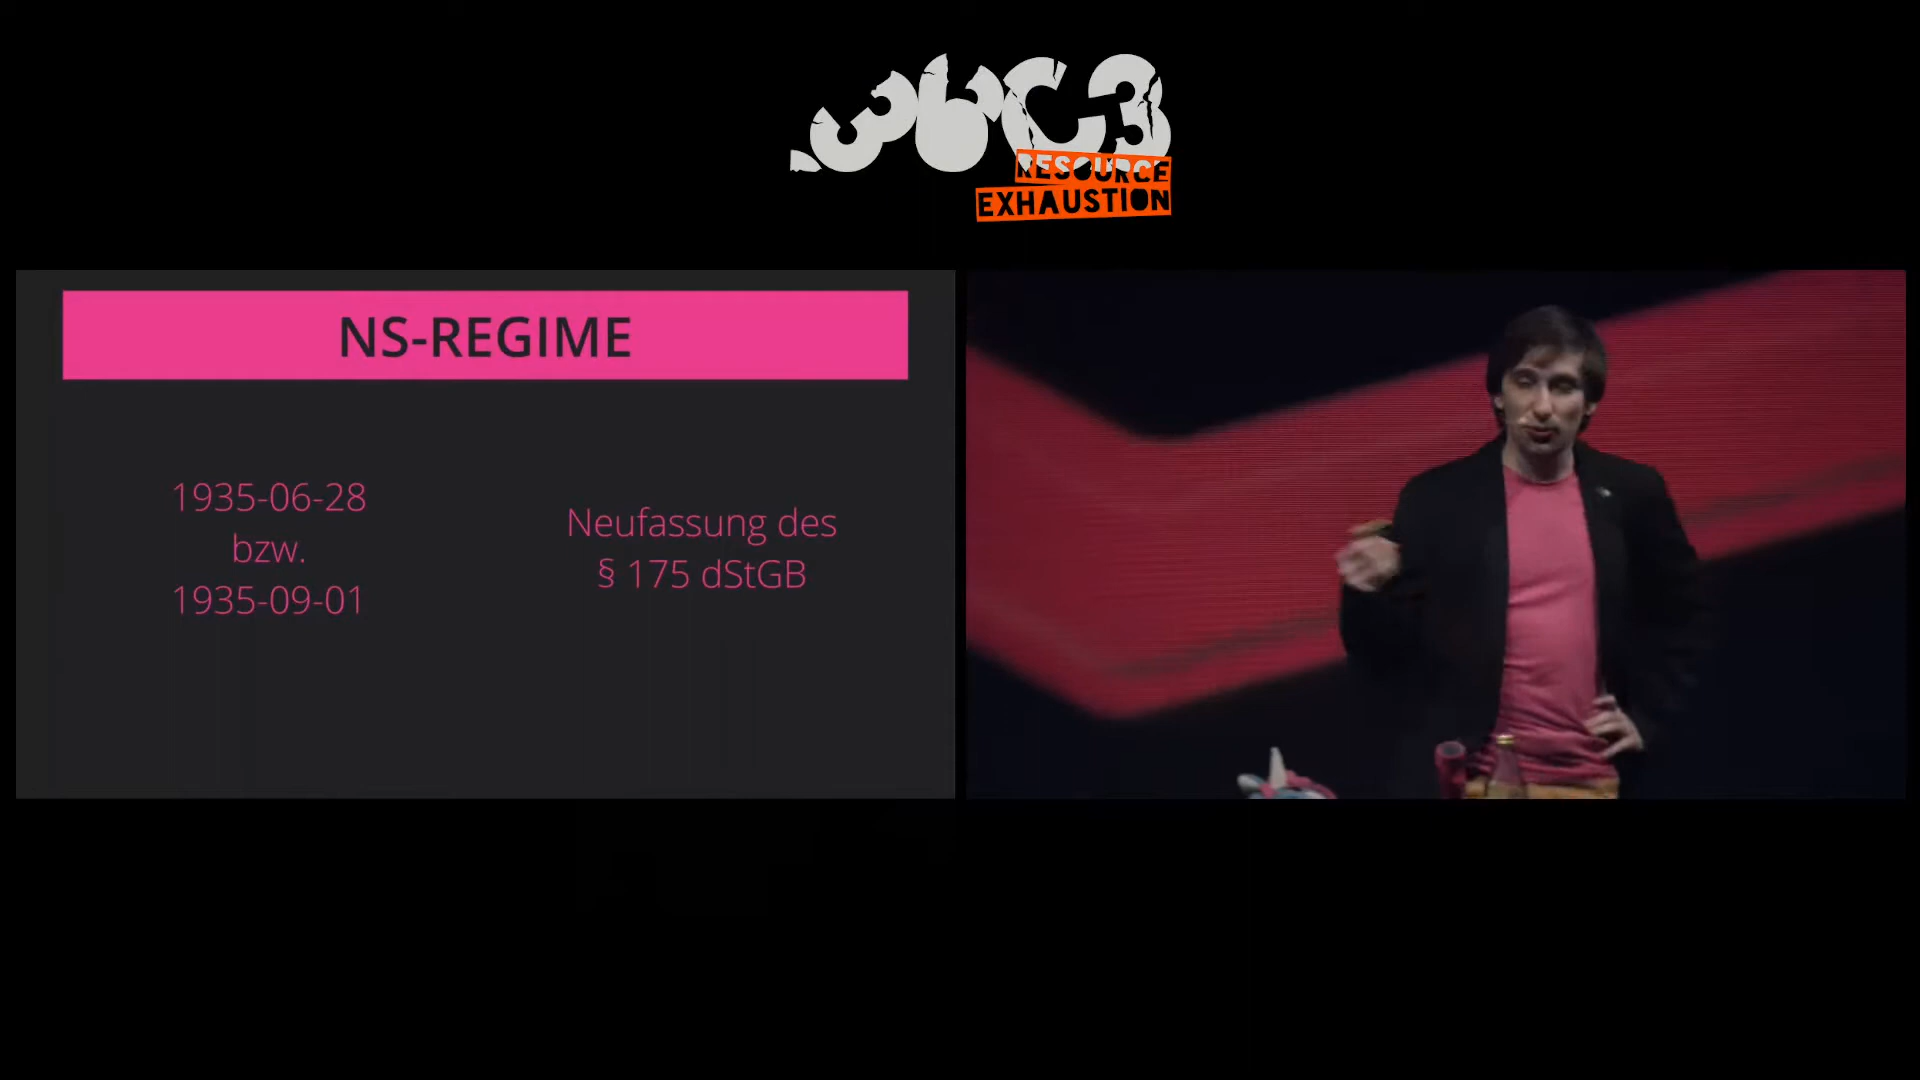 36C3
RESOURCE
EXHAUSTION
NS-REGIME
1935-06-28
bzw.
1935-09-01
Neufassung des
§ 175 dStGB